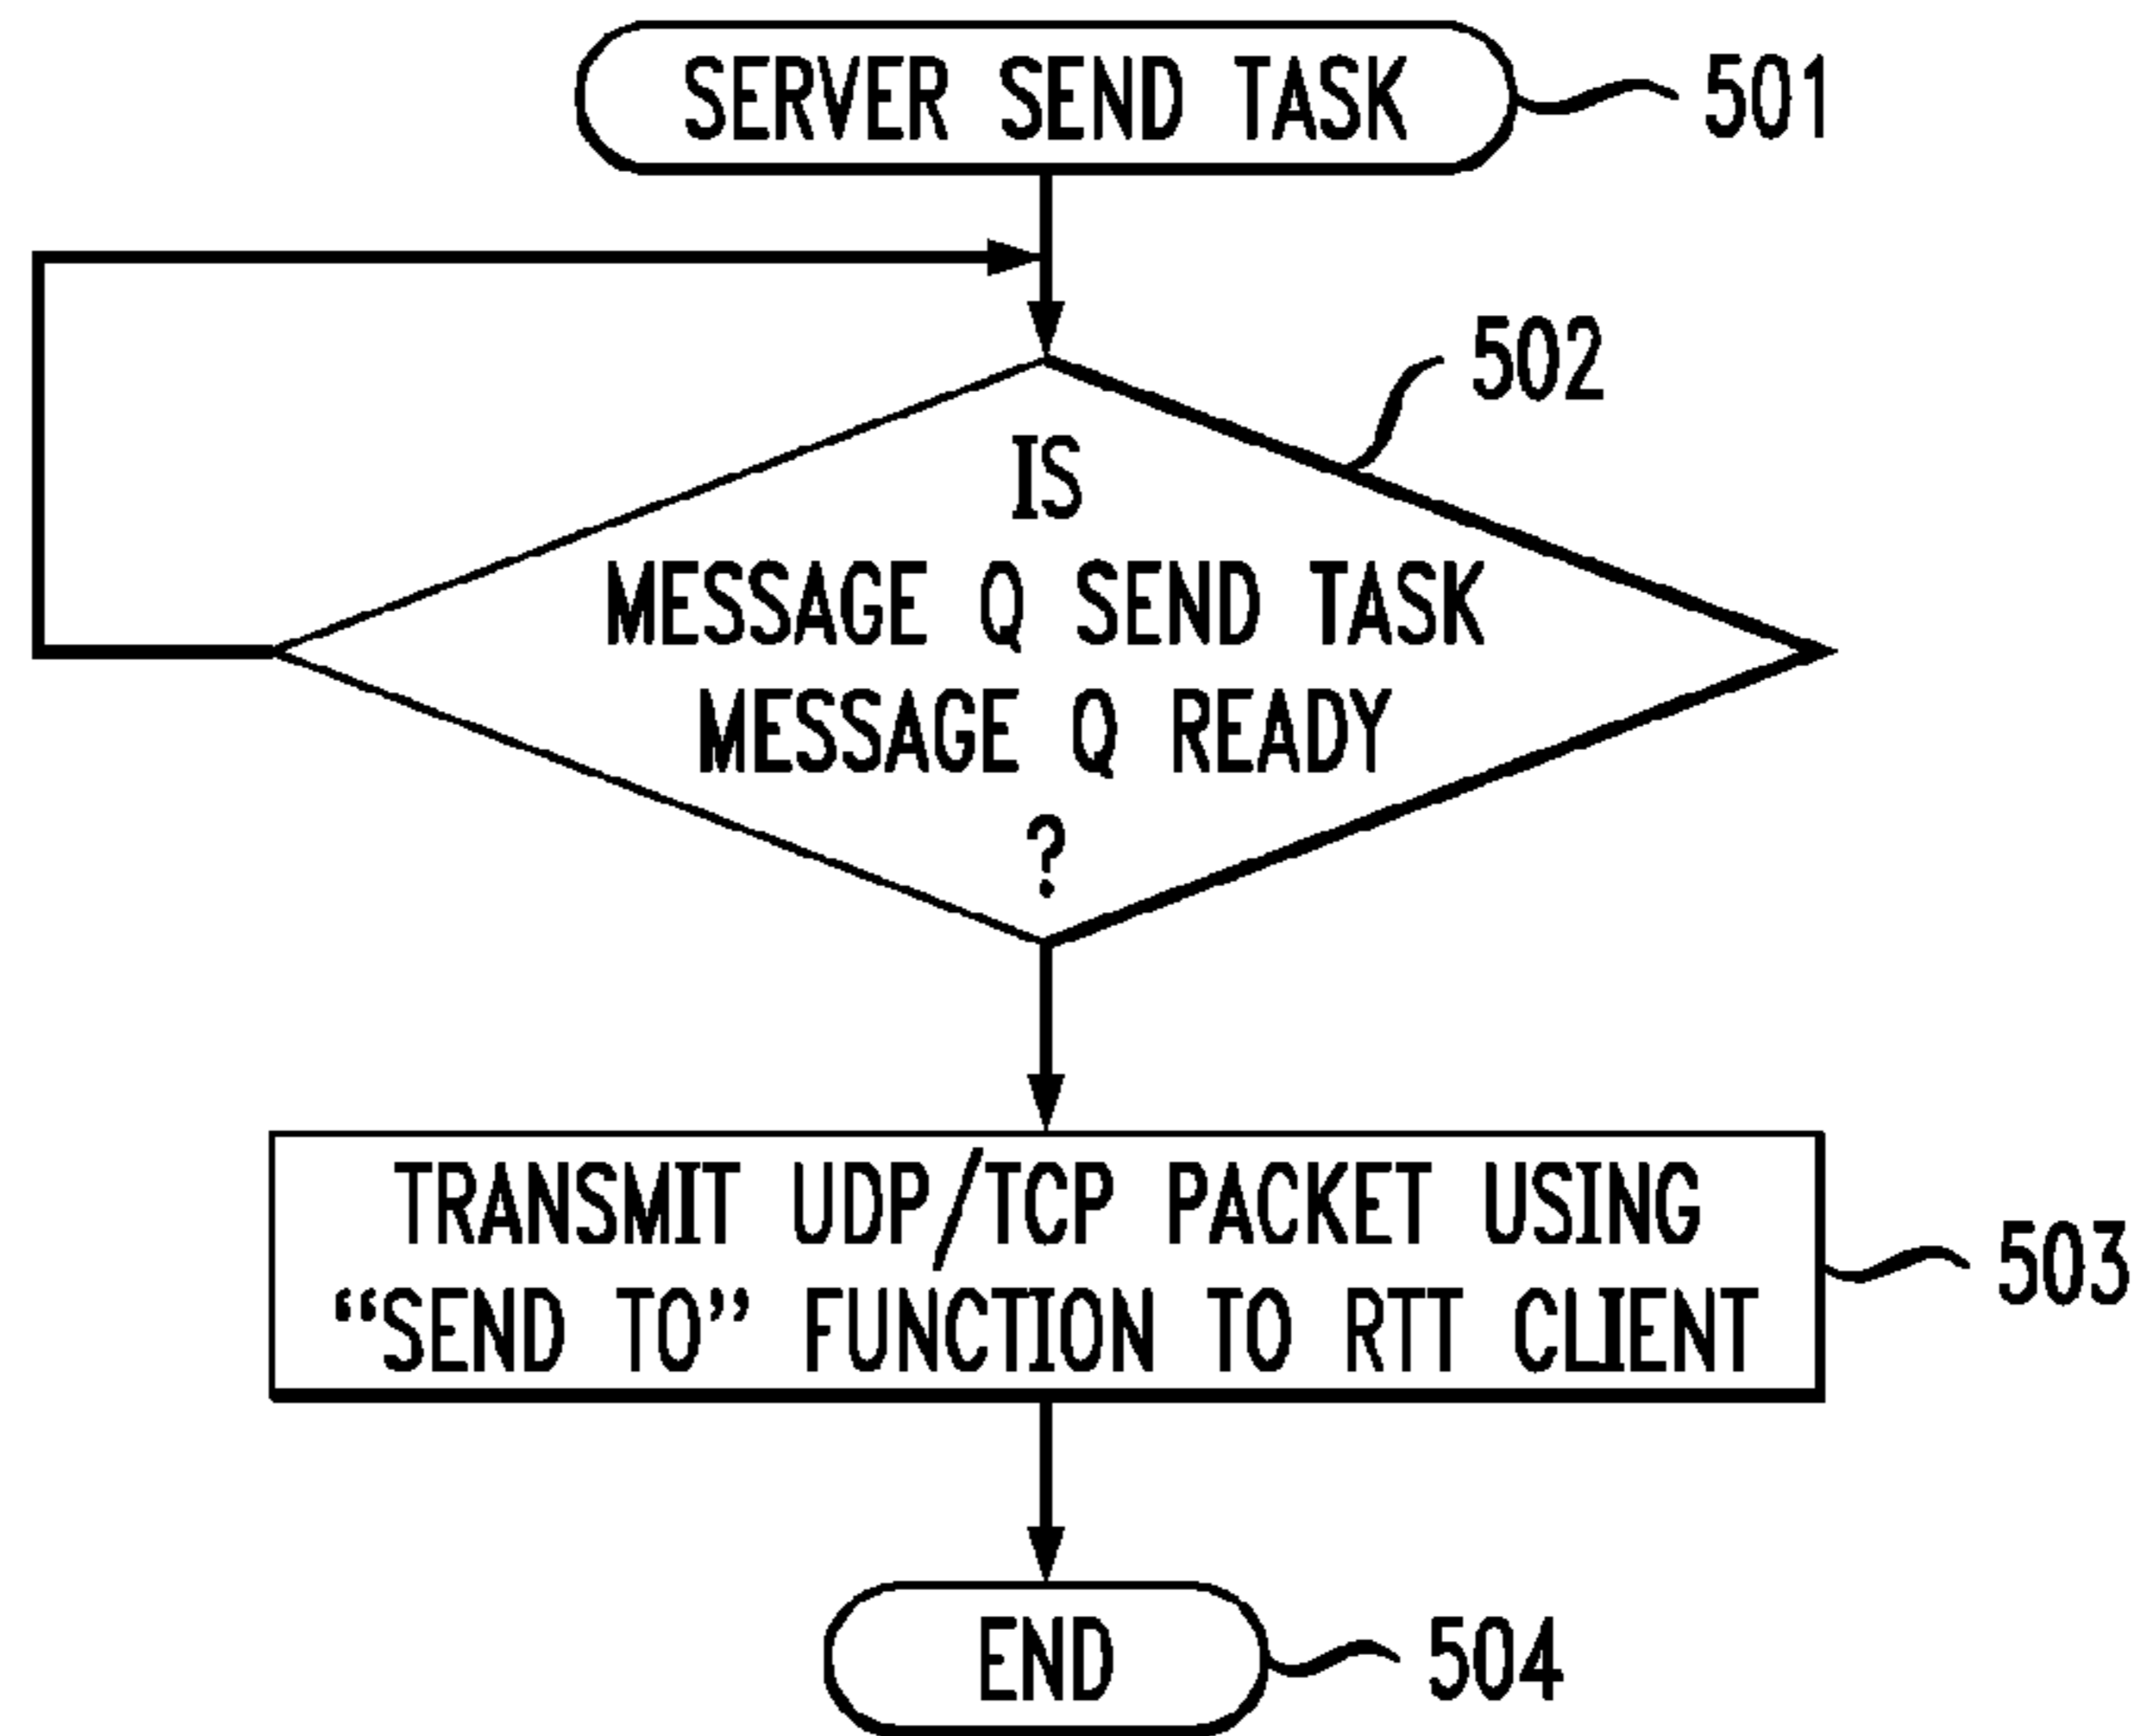 SERVER SEND TASK
501
502
IS
MESSAGE Q SEND TASK
MESSAGE Q READY
?
TRANSMIT UDP/TCP PACKET USING
“SEND TO” FUNCTION TO RTT CLIENT
503
END
504